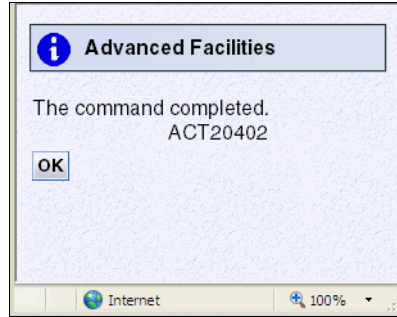 Advanced Facilities
The command completed.
ACT20402
OK
Internet
100%